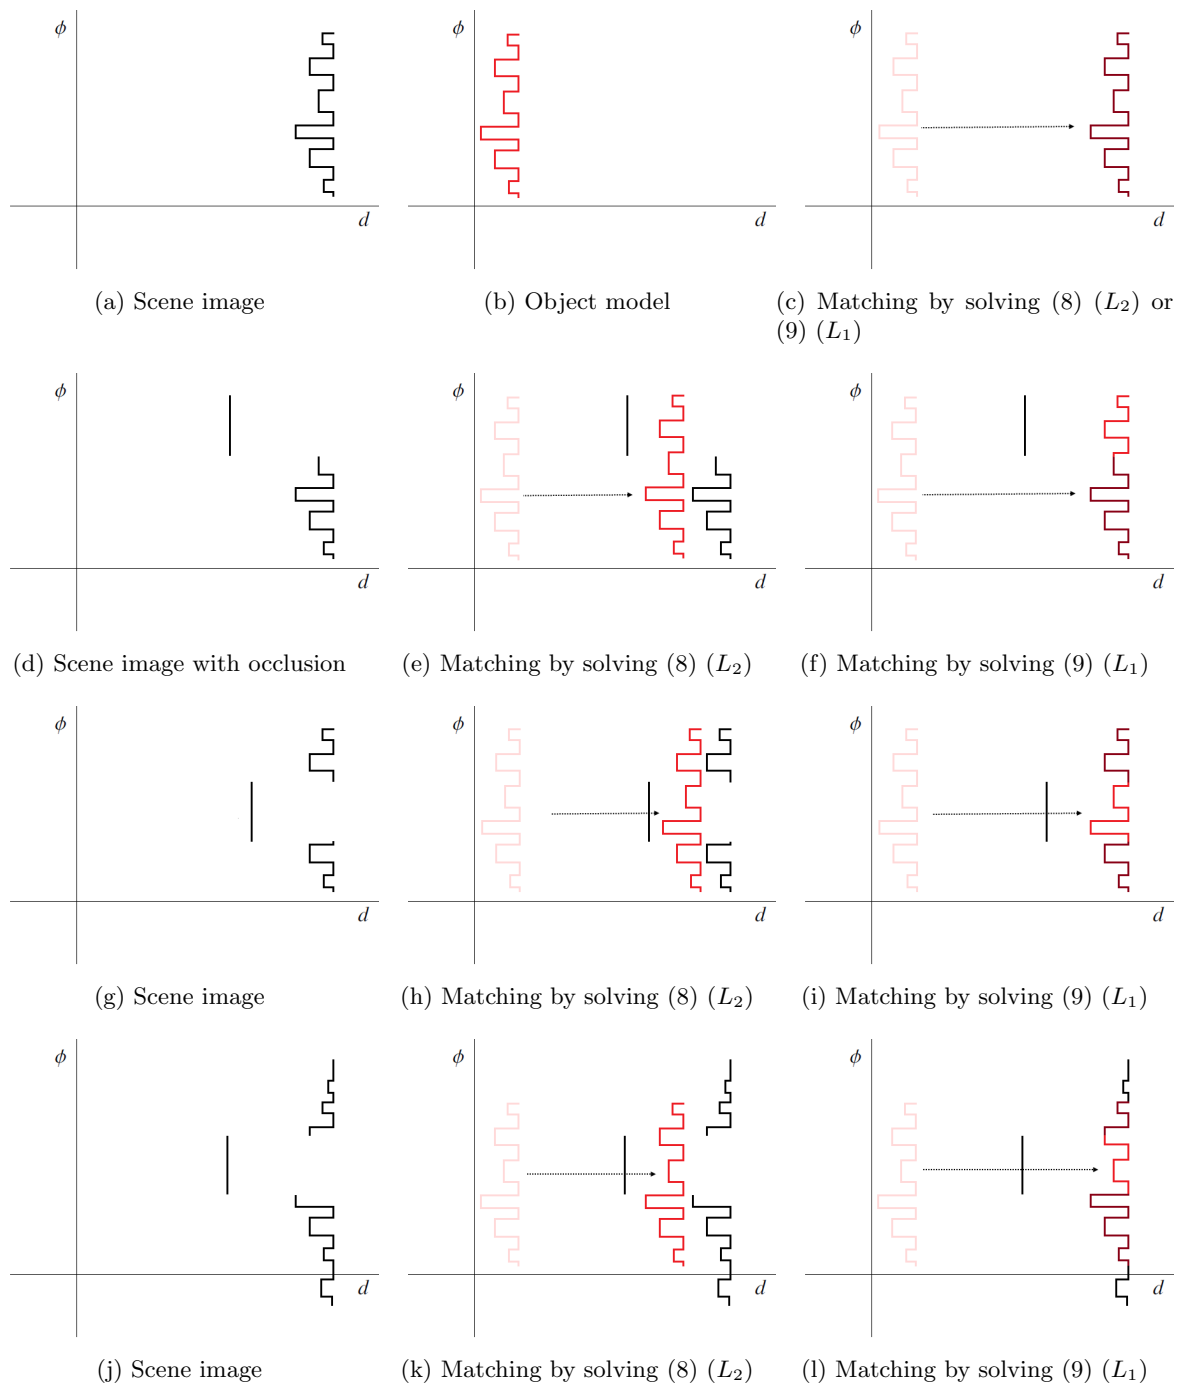 ϕ
d
(a) Scene image
ϕ
d
(b) Object model
ϕ
d
(c) Matching by solving (8) (L₂) or
(9) (L₁)
ϕ
d
(d) Scene image with occlusion
ϕ
d
(e) Matching by solving (8) (L₂)
ϕ
d
(f) Matching by solving (9) (L₁)
ϕ
d
(g) Scene image
ϕ
d
(h) Matching by solving (8) (L₂)
ϕ
d
(i) Matching by solving (9) (L₁)
ϕ
d
(j) Scene image
ϕ
d
(k) Matching by solving (8) (L₂)
ϕ
d
(l) Matching by solving (9) (L₁)